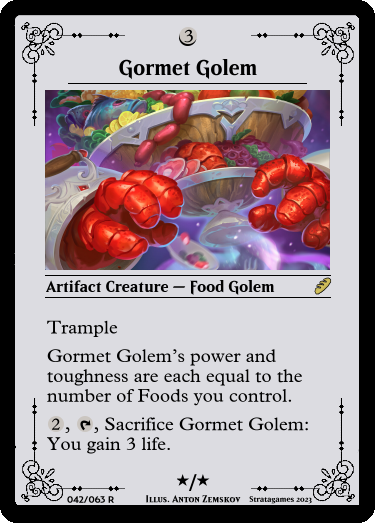 3
Gormet Golem
Artifact Creature — Food Golem
Trample
Gormet Golem's power and
toughness are each equal to the
number of Foods you control.
2, , Sacrifice Gormet Golem:
You gain 3 life.
★/★
042/063 R Illus. Anton Zemskov Stratagames 2023